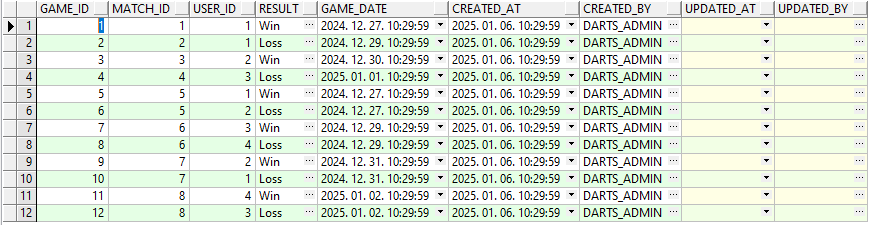 GAME_ID MATCH_ID USER_ID RESULT GAME_DATE CREATED_AT CREATED_BY UPDATED_AT UPDATED_BY
1 1 1 1 Win ... 2024. 12. 27. 10:29:59 2025. 01. 06. 10:29:59 DARTS_ADMIN ... ...
2 2 2 1 Loss ... 2024. 12. 29. 10:29:59 2025. 01. 06. 10:29:59 DARTS_ADMIN ... ...
3 3 3 2 Win ... 2024. 12. 30. 10:29:59 2025. 01. 06. 10:29:59 DARTS_ADMIN ... ...
4 4 4 3 Loss ... 2025. 01. 01. 10:29:59 2025. 01. 06. 10:29:59 DARTS_ADMIN ... ...
5 5 5 1 Win ... 2024. 12. 27. 10:29:59 2025. 01. 06. 10:29:59 DARTS_ADMIN ... ...
6 6 5 2 Loss ... 2024. 12. 27. 10:29:59 2025. 01. 06. 10:29:59 DARTS_ADMIN ... ...
7 7 6 3 Win ... 2024. 12. 29. 10:29:59 2025. 01. 06. 10:29:59 DARTS_ADMIN ... ...
8 8 6 4 Loss ... 2024. 12. 29. 10:29:59 2025. 01. 06. 10:29:59 DARTS_ADMIN ... ...
9 9 7 2 Win ... 2024. 12. 31. 10:29:59 2025. 01. 06. 10:29:59 DARTS_ADMIN ... ...
10 10 7 1 Loss ... 2024. 12. 31. 10:29:59 2025. 01. 06. 10:29:59 DARTS_ADMIN ... ...
11 11 8 4 Win ... 2025. 01. 02. 10:29:59 2025. 01. 06. 10:29:59 DARTS_ADMIN ... ...
12 12 8 3 Loss ... 2025. 01. 02. 10:29:59 2025. 01. 06. 10:29:59 DARTS_ADMIN ... ...